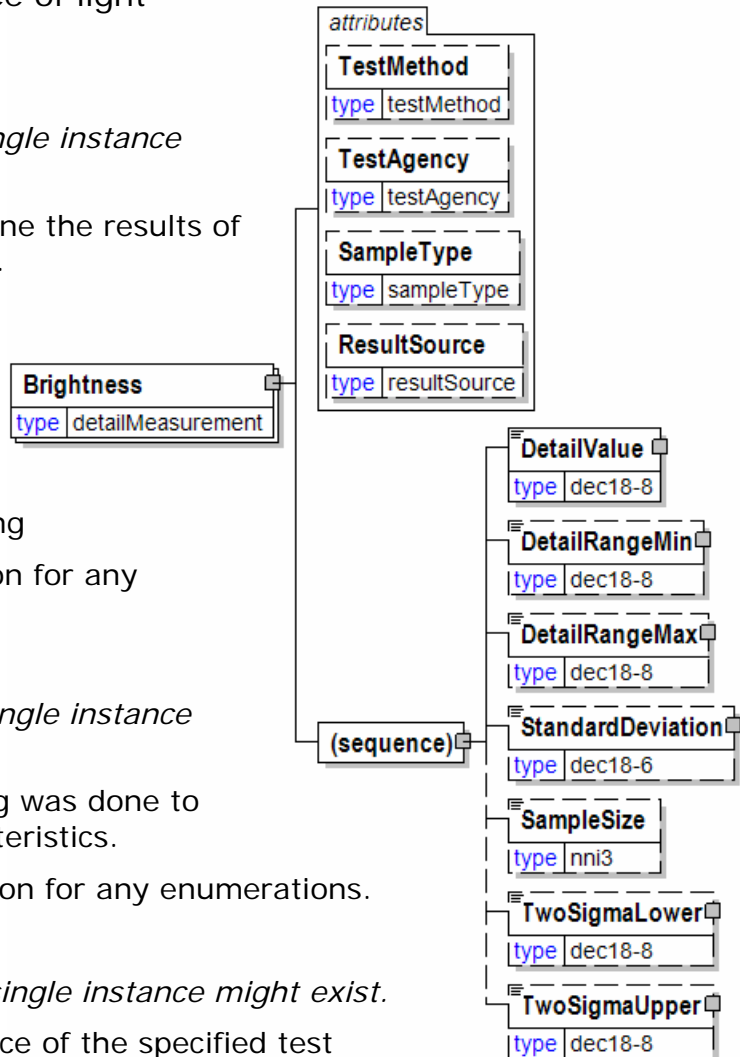 ce of light
ngle instance
ne the results of
.
ng
on for any
ngle instance
g was done to
teristics.
on for any enumerations.
single instance might exist.
ce of the specified test
attributes
TestMethod
type testMethod
TestAgency
type testAgency
SampleType
type sampleType
ResultSource
type resultSource
Brightness
type detailMeasurement
(sequence)
DetailValue
type dec18-8
DetailRangeMin
type dec18-8
DetailRangeMax
type dec18-8
StandardDeviation
type dec18-6
SampleSize
type nni3
TwoSigmaLower
type dec18-8
TwoSigmaUpper
type dec18-8